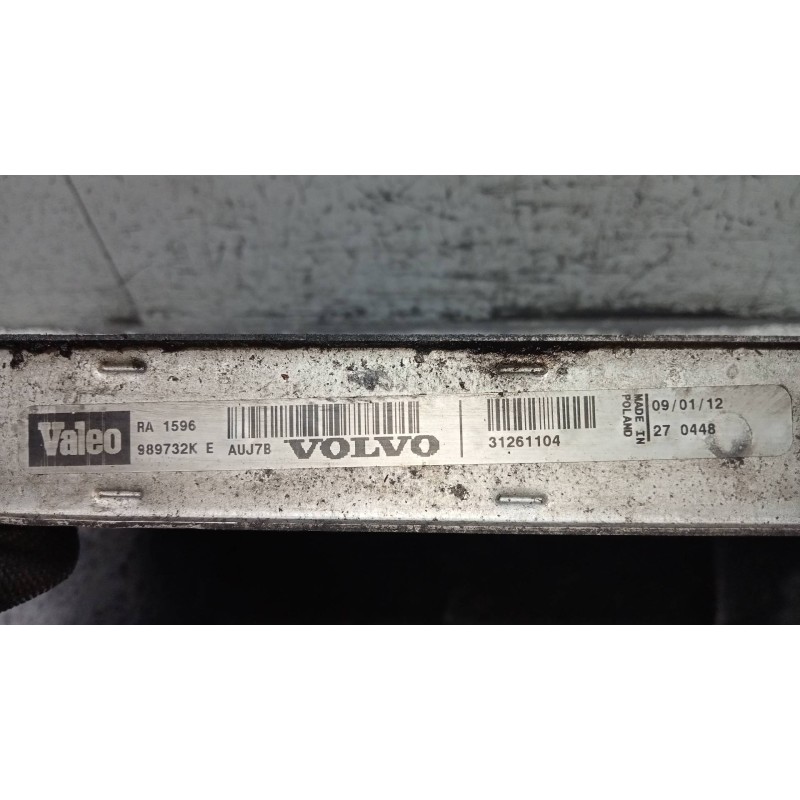 Valeo
RA 1596
989732K E
AUJ7B
VOLVO
31261104
MADE IN
POLAND
09/01/12
27 0448